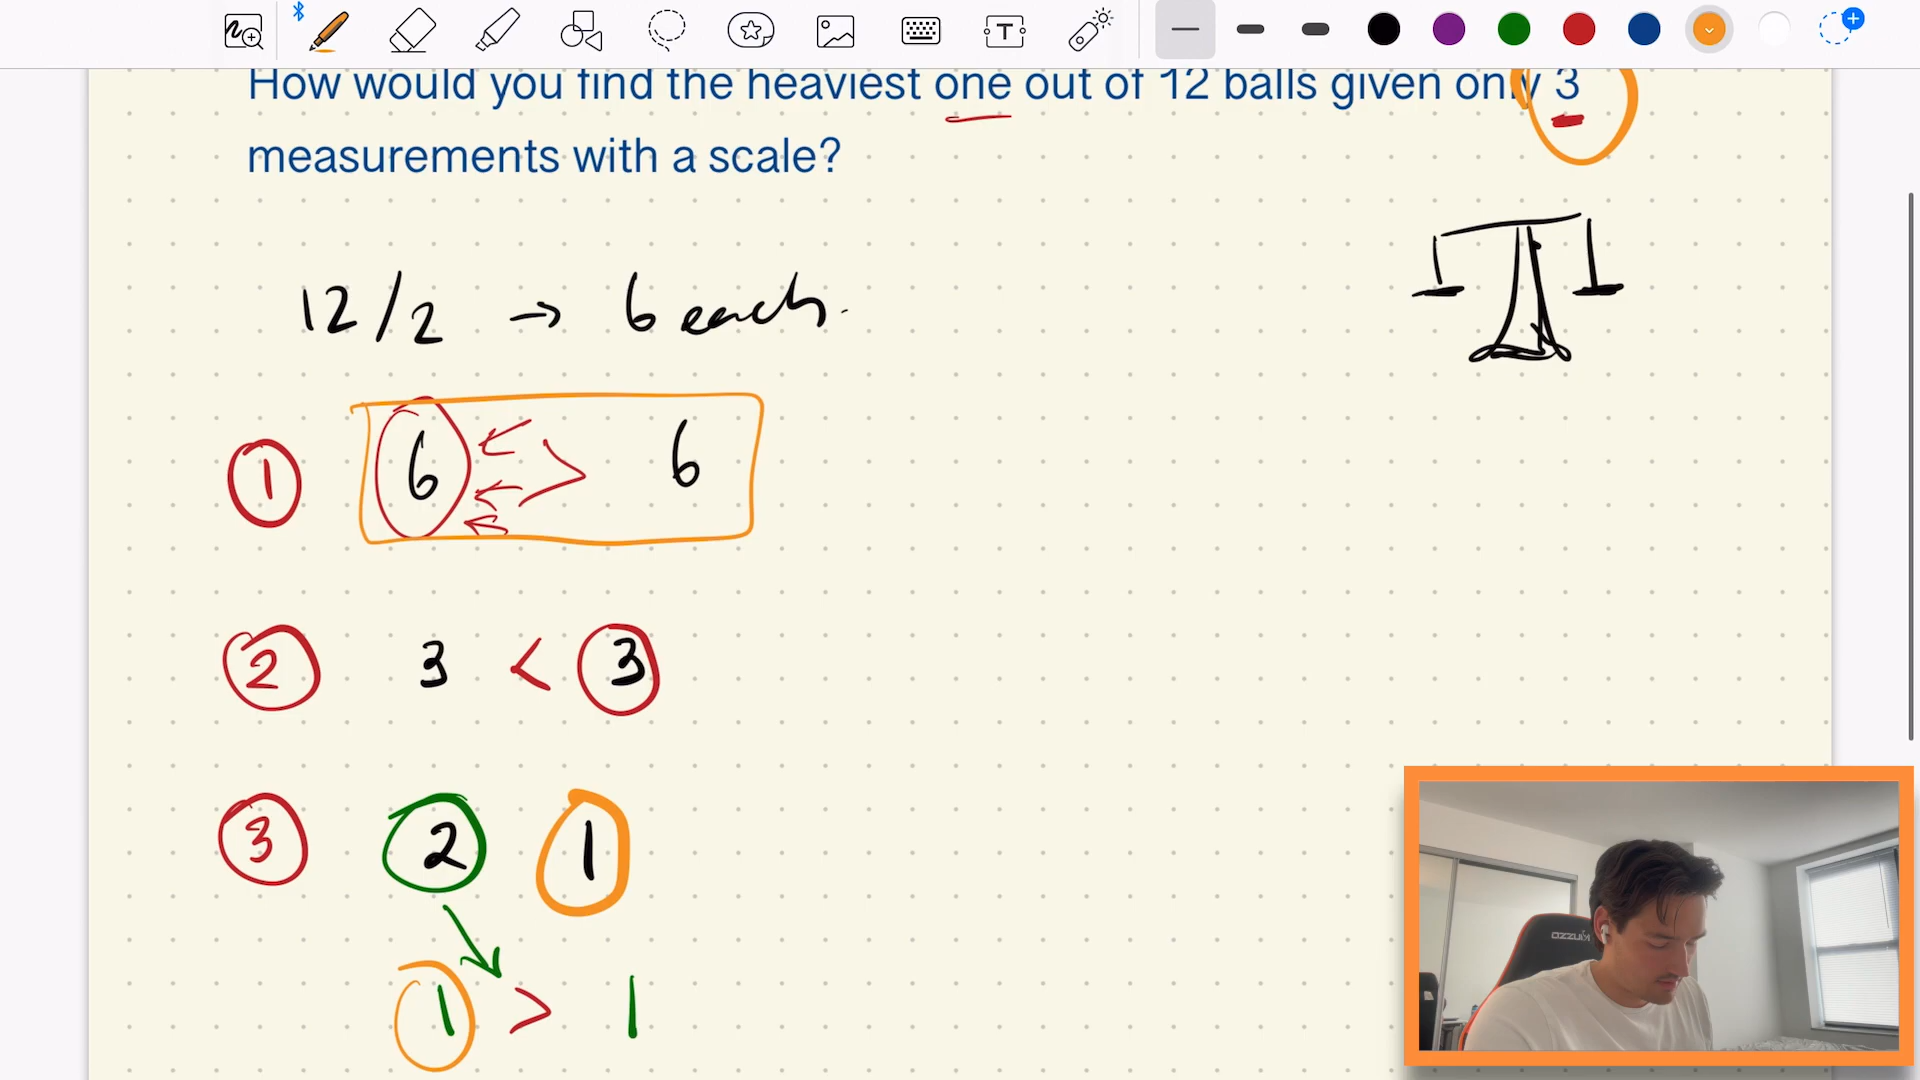 How would you find the heaviest one out of 12 balls given only 3
measurements with a scale?
12/2 → 6 each.
1 6 > 6
2 3 < 3
3 2 1
1 > 1
AZZUNI
T